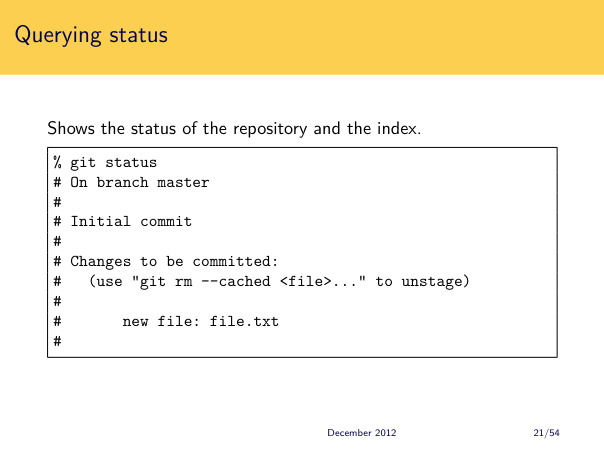 Querying status
Shows the status of the repository and the index.
% git status
# On branch master
#
# Initial commit
#
# Changes to be committed:
#   (use "git rm --cached <file>..." to unstage)
#
#       new file: file.txt
#
December 2012 21/54